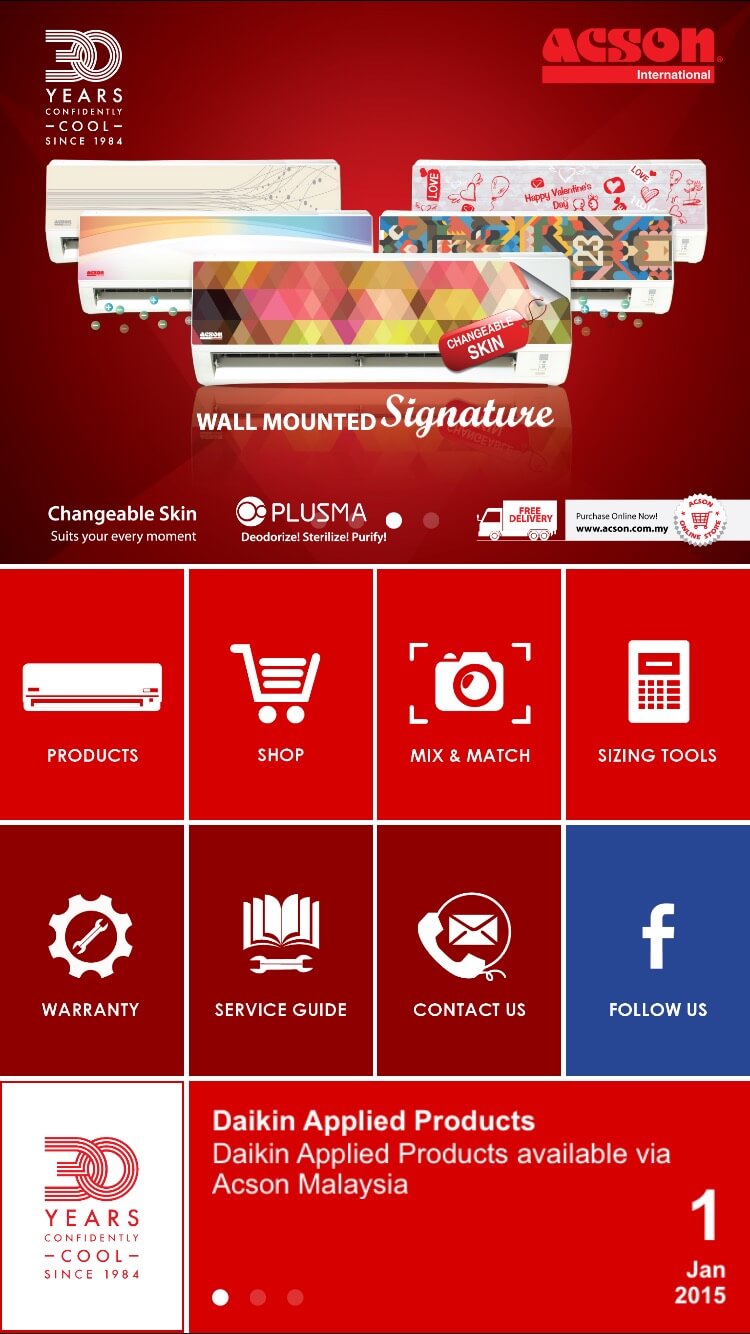 30
YEARS
CONFIDENTLY
COOL
SINCE 1984
acson®
International
LOVE
LOVE
Happy Valentine's
Day
23
acson
acson
acson
CHANGEABLE
SKIN
WALL MOUNTED Signature
Changeable Skin
Suits your every moment
PLUSMA
Deodorize! Sterilize! Purify!
FREE
DELIVERY
Purchase Online Now!
www.acson.com.my
ACSON
ONLINE STORE
PRODUCTS
SHOP
MIX & MATCH
SIZING TOOLS
WARRANTY
SERVICE GUIDE
CONTACT US
f
FOLLOW US
30
YEARS
CONFIDENTLY
COOL
SINCE 1984
Daikin Applied Products
Daikin Applied Products available via
Acson Malaysia
1
Jan
2015